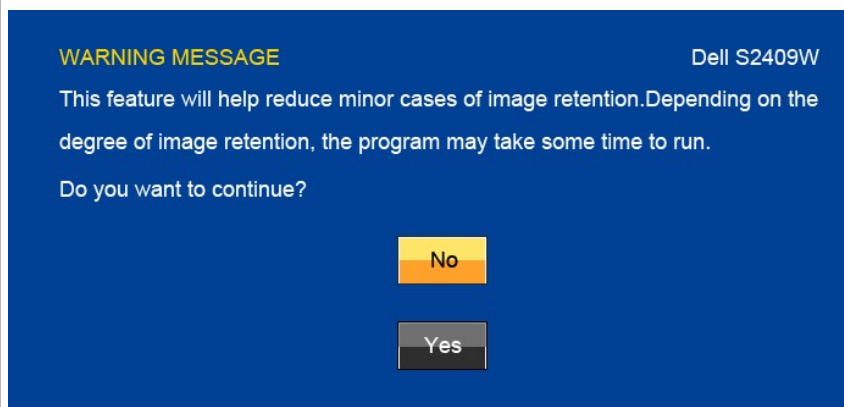 WARNING MESSAGE Dell S2409W
This feature will help reduce minor cases of image retention.Depending on the
degree of image retention, the program may take some time to run.
Do you want to continue?
No
Yes